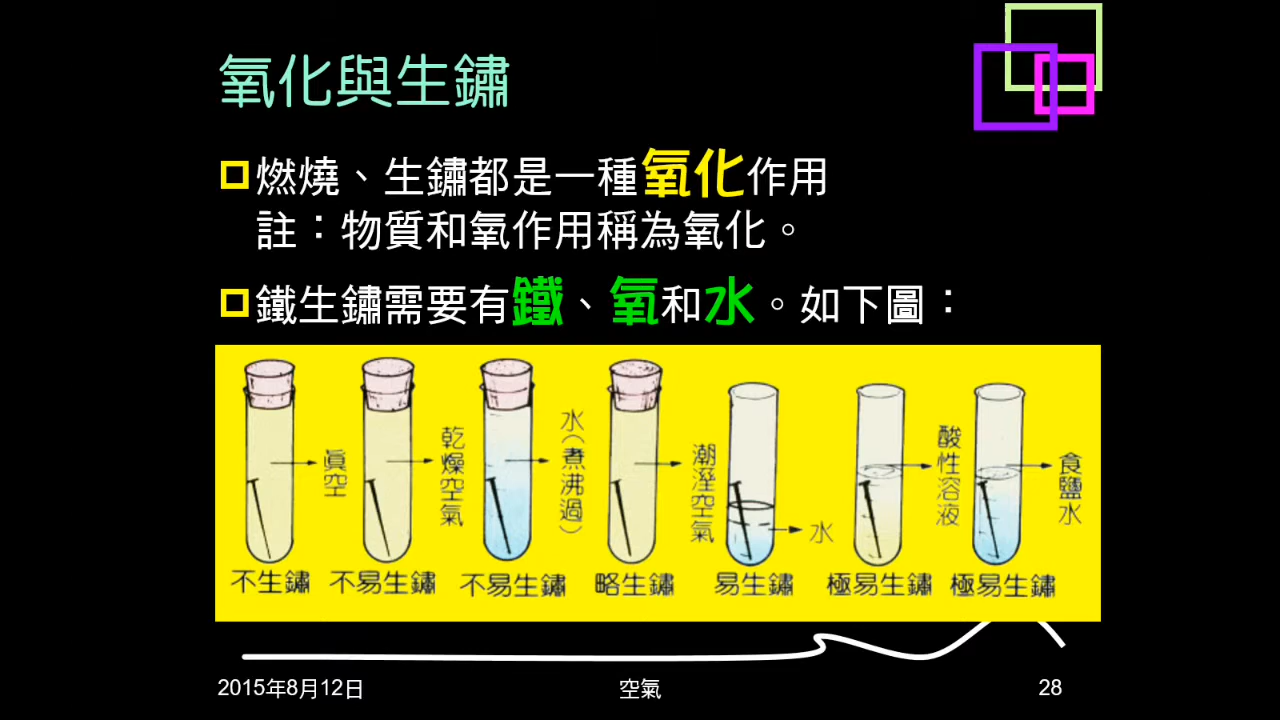 氧化與生鏽
燃燒、生鏽都是一種氧化作用
註：物質和氧作用稱為氧化。
鐵生鏽需要有鐵、氧和水。如下圖：
眞空
乾燥空氣
水(煮沸過)
潮溼空氣
水
酸性溶液
食鹽水
不生鏽
不易生鏽
不易生鏽
略生鏽
易生鏽
極易生鏽
極易生鏽
2015年8月12日
空氣
28